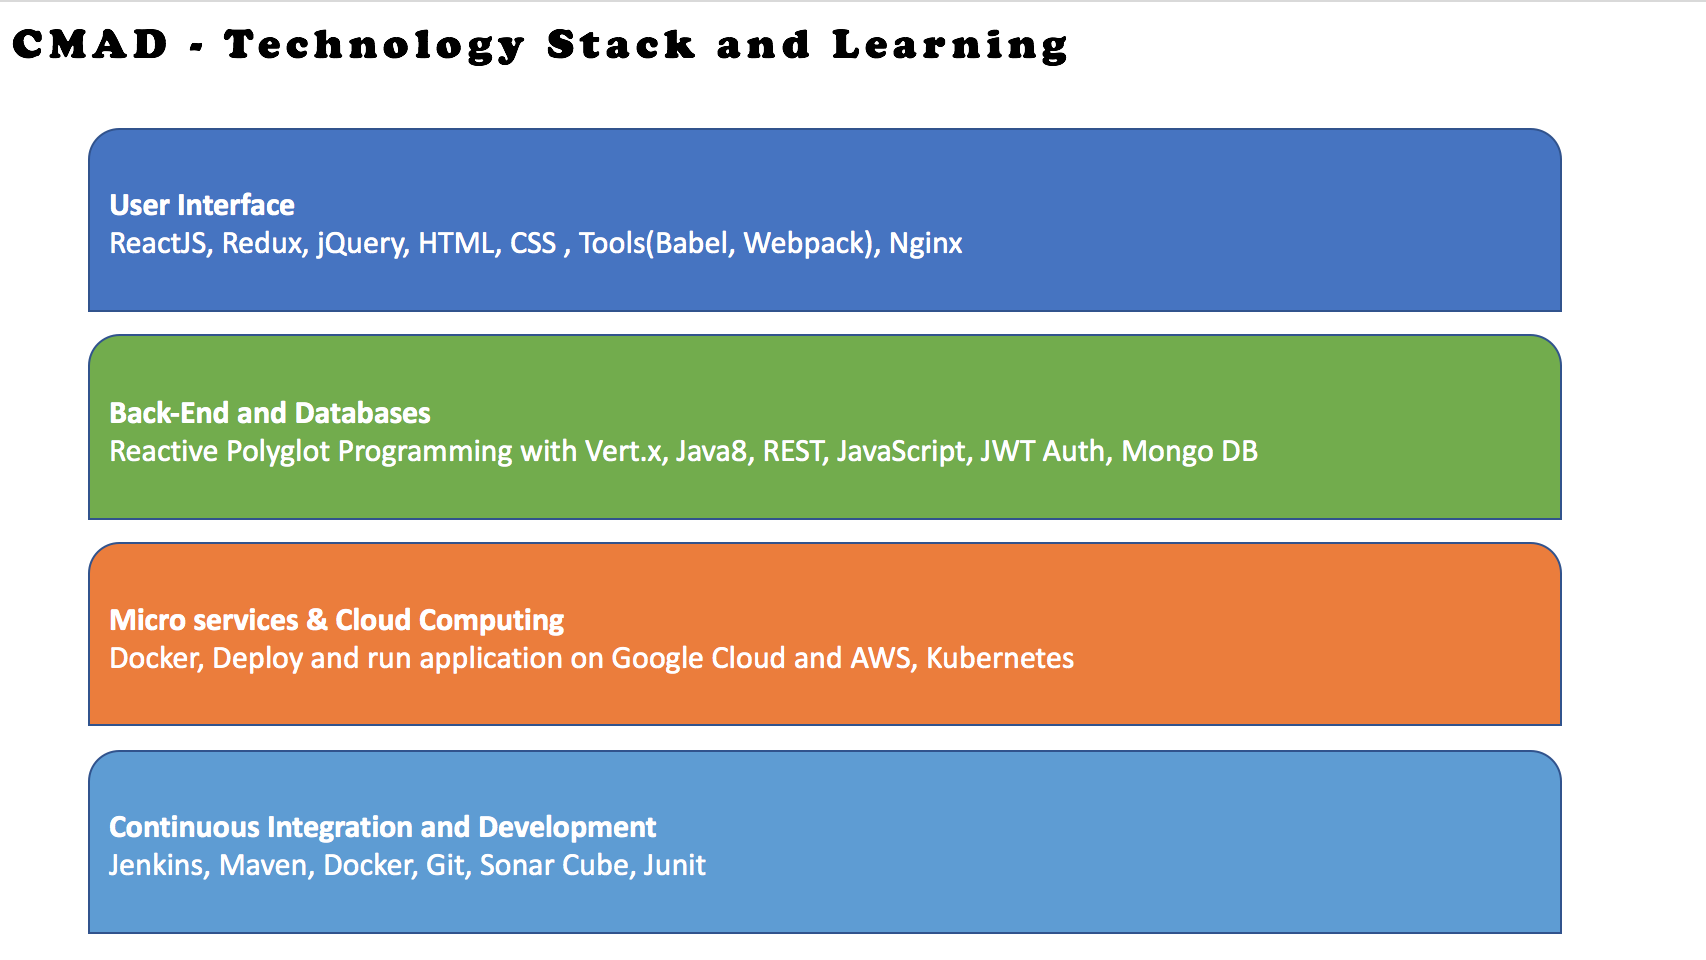 CMAD - Technology Stack and Learning
User Interface
ReactJS, Redux, jQuery, HTML, CSS , Tools(Babel, Webpack), Nginx
Back-End and Databases
Reactive Polyglot Programming with Vert.x, Java8, REST, JavaScript, JWT Auth, Mongo DB
Micro services & Cloud Computing
Docker, Deploy and run application on Google Cloud and AWS, Kubernetes
Continuous Integration and Development
Jenkins, Maven, Docker, Git, Sonar Cube, Junit